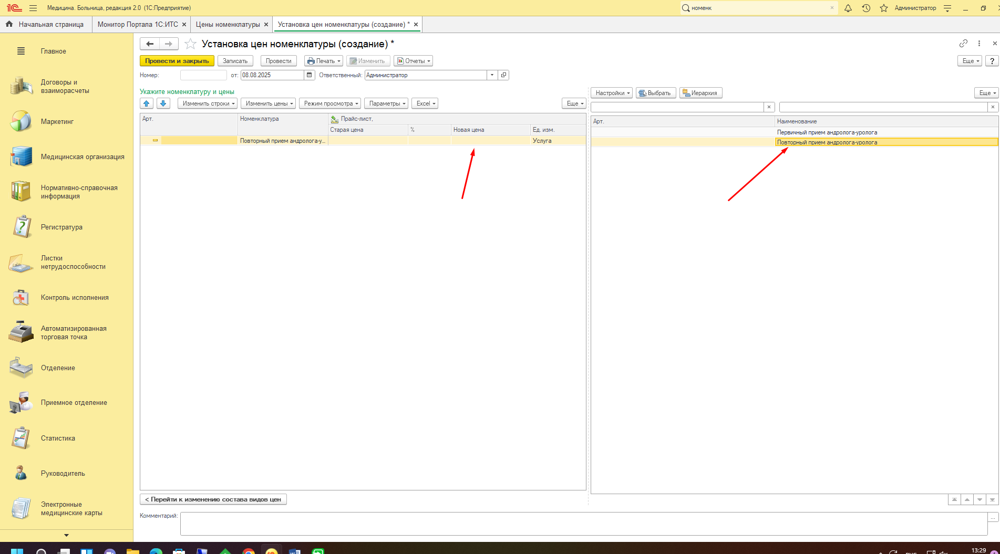 Медицина. Больница, редакция 2.0 (1С:Предприятие)
номенк
Администратор
Начальная страница
Монитор Портала 1С:ИТС
Цены номенклатуры
Установка цен номенклатуры (создание) *
Главное
Договоры и
взаиморасчеты
Маркетинг
Медицинская организация
Нормативно-справочная
информация
Регистратура
Листки
нетрудоспособности
Контроль исполнения
Автоматизированная
торговая точка
Отделение
Приемное отделение
Статистика
Руководитель
Электронные
медицинские карты
Установка цен номенклатуры (создание) *
Провести и закрыть
Записать
Провести
Печать
Изменить
Отчеты
Еще
?
Номер:
от: 08.08.2025
Ответственный: Администратор
Укажите номенклатуру и цены
Изменить строки
Изменить цены
Режим просмотра
Параметры
Excel
Еще
Арт.
Номенклатура
Прайс-лист,
Старая цена
%
Новая цена
Ед. изм.
Повторный прием андролога-у...
Услуга
Настройки
Выбрать
Иерархия
Еще
Арт.
Наименование
Первичный прием андролога-уролога
Повторный прием андролога-уролога
< Перейти к изменению состава видов цен
Комментарий:
...
13:29